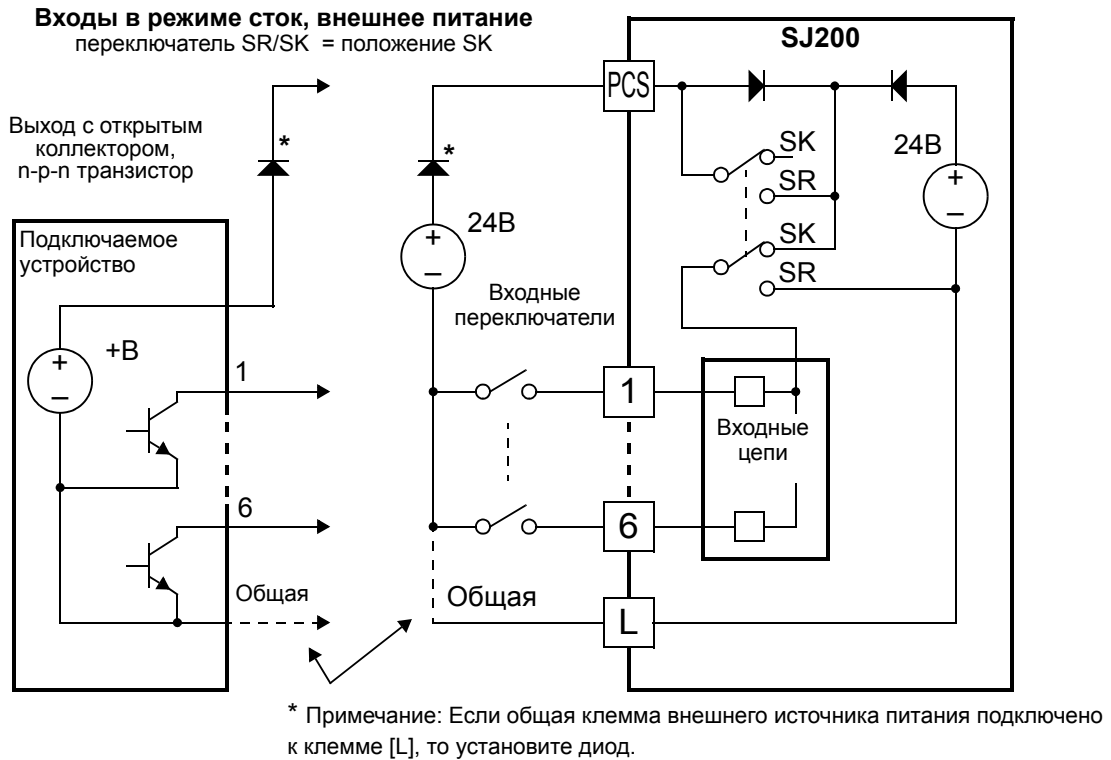 Входы в режиме сток, внешнее питание
переключатель SR/SK = положение SK
SJ200
PCS
Выход с открытым
коллектором,
n-p-n транзистор
*
*
SK
SR
24В
+
–
SK
SR
24В
+
–
Подключаемое
устройство
Входные
переключатели
+В
+
–
1
1
Входные
цепи
6
6
Общая
Общая
L
* Примечание: Если общая клемма внешнего источника питания подключено
к клемме [L], то установите диод.